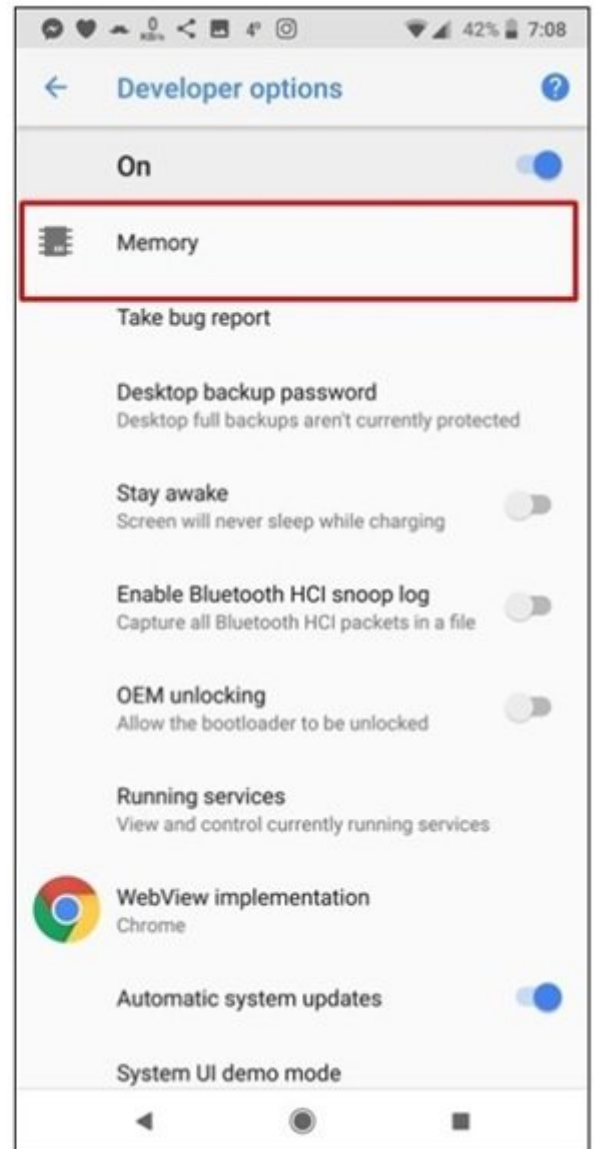 0
KB/s
4°
42%
7:08
Developer options
?
On
Memory
Take bug report
Desktop backup password
Desktop full backups aren't currently protected
Stay awake
Screen will never sleep while charging
Enable Bluetooth HCI snoop log
Capture all Bluetooth HCI packets in a file
OEM unlocking
Allow the bootloader to be unlocked
Running services
View and control currently running services
WebView implementation
Chrome
Automatic system updates
System UI demo mode